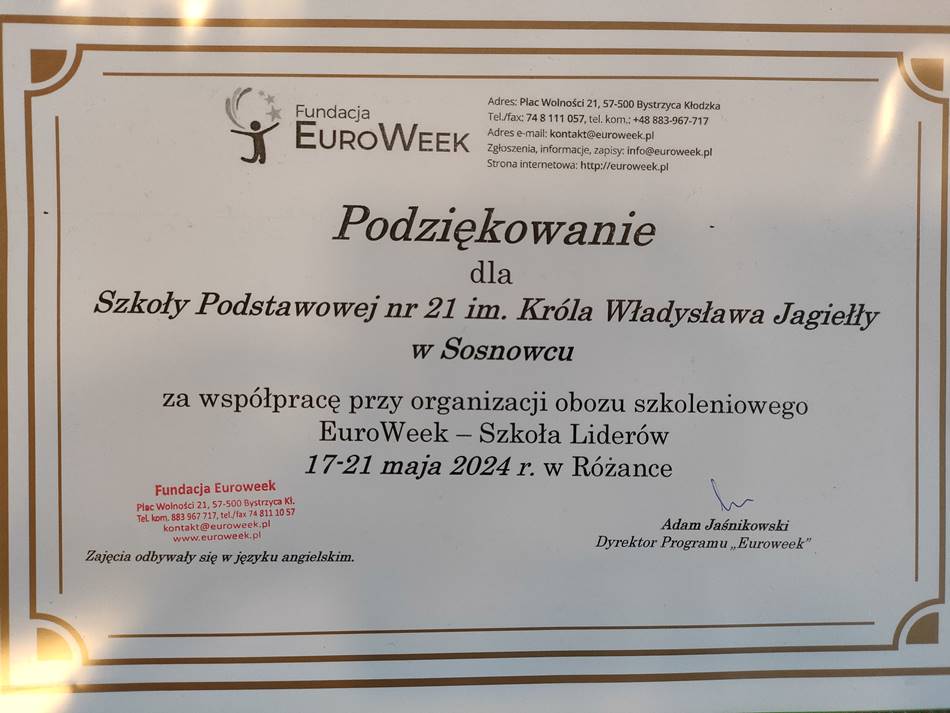 Fundacja
EUROWEEK
Adres: Plac Wolności 21, 57-500 Bystrzyca Kłodzka
Tel./fax: 74 8 111 057, tel. kom.: +48 883-967-717
Adres e-mail: kontakt@euroweek.pl
Zgłoszenia, informacje, zapisy: info@euroweek.pl
Strona internetowa: http://euroweek.pl
Podziękowanie
dla
Szkoły Podstawowej nr 21 im. Króla Władysława Jagiełły
w Sosnowcu
za współpracę przy organizacji obozu szkoleniowego
EuroWeek – Szkoła Liderów
17-21 maja 2024 r. w Różance
Fundacja Euroweek
Plac Wolności 21, 57-500 Bystrzyca Kł.
Tel. kom. 883 967 717, tel./fax 74 811 10 57
kontakt@euroweek.pl
www.euroweek.pl
Zajęcia odbywały się w języku angielskim.
Adam Jaśnikowski
Dyrektor Programu „Euroweek”